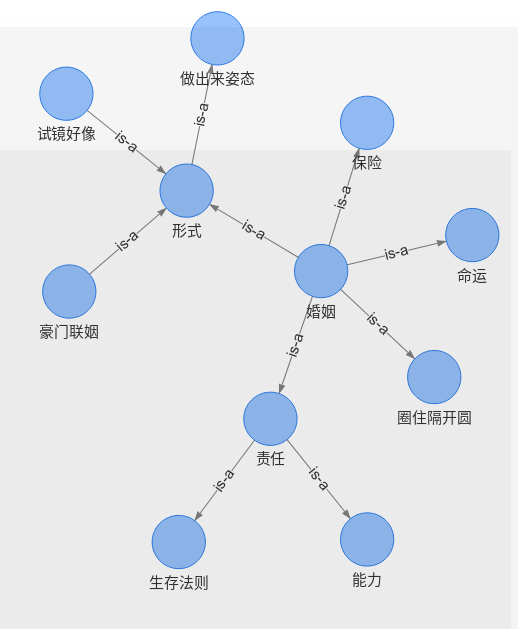 做出来姿态
试镜好像
is-a
is-a
保险
is-a
形式
is-a
is-a
is-a
命运
豪门联姻
婚姻
is-a
is-a
圈住隔开圆
责任
is-a
is-a
生存法则
能力